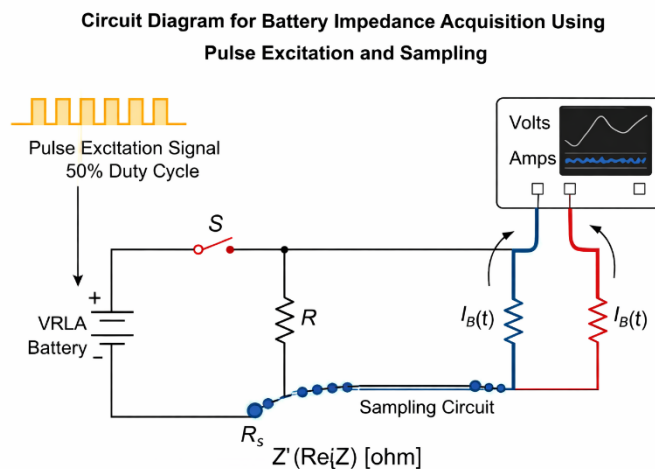 Circuit Diagram for Battery Impedance Acquisition Using
Pulse Excitation and Sampling
Pulse Excttation Signal
50% Duty Cycle
Volts
Amps
S
+
VRLA
Battery
–
R
I_B(t)
I_B(t)
Sampling Circuit
R_s
Z' (Re¡Z) [ohm]